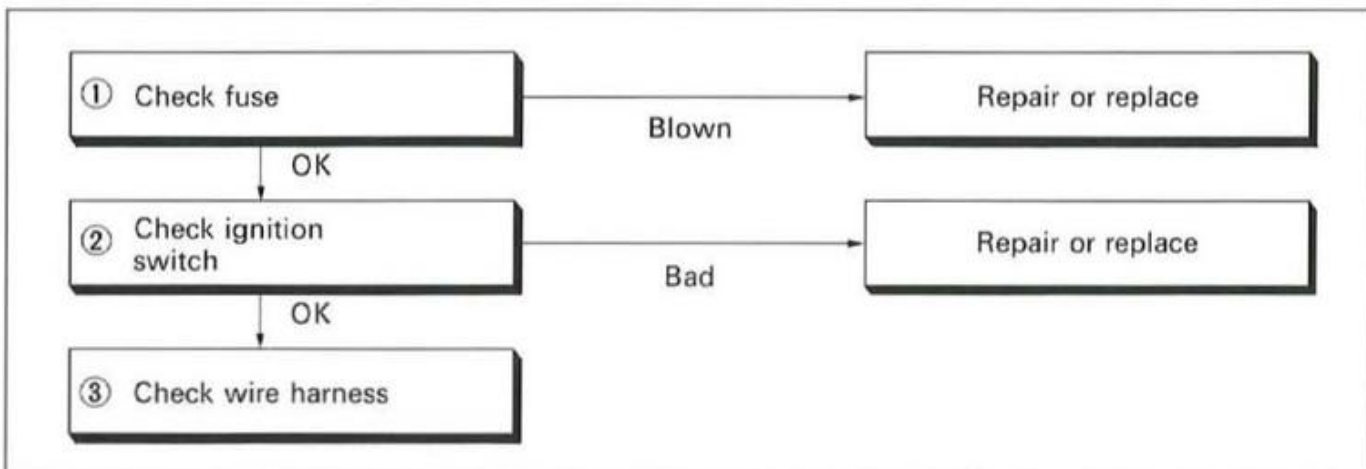 ① Check fuse
Blown
Repair or replace
OK
② Check ignition
switch
Bad
Repair or replace
OK
③ Check wire harness